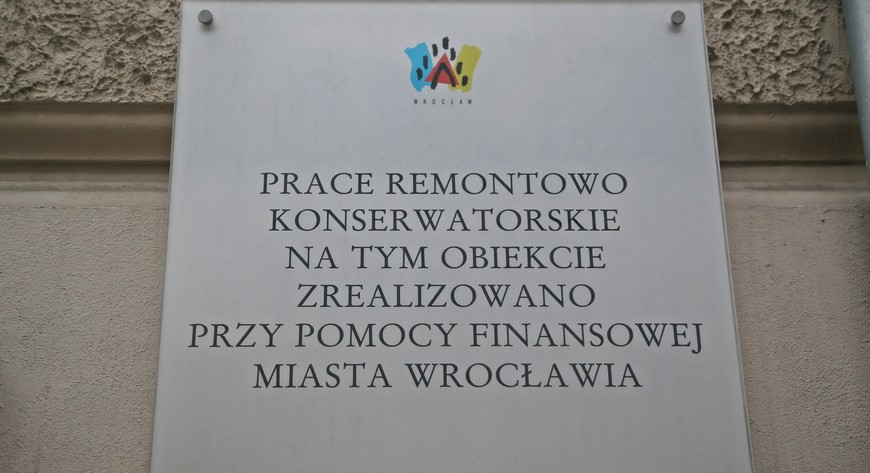 WROCŁAW
PRACE REMONTOWO
KONSERWATORSKIE
NA TYM OBIEKCIE
ZREALIZOWANO
PRZY POMOCY FINANSOWEJ
MIASTA WROCŁAWIA